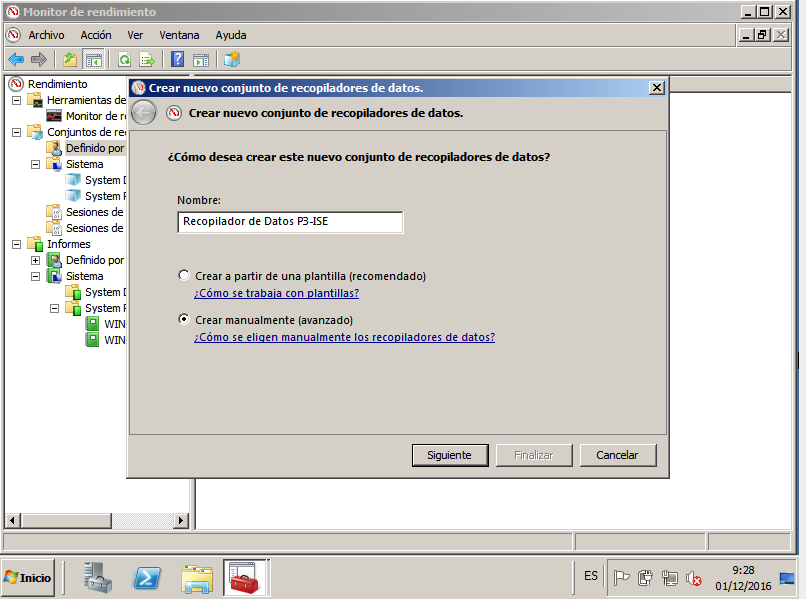 Monitor de rendimiento
Archivo Acción Ver Ventana Ayuda
Rendimiento
Herramientas de
Monitor de r
Conjuntos de re
Definido por
Sistema
System D
System P
Sesiones de
Sesiones de
Informes
Definido por
Sistema
System D
System P
WIN
WIN
Crear nuevo conjunto de recopiladores de datos.
Crear nuevo conjunto de recopiladores de datos.
¿Cómo desea crear este nuevo conjunto de recopiladores de datos?
Nombre:
Recopilador de Datos P3-ISE
Crear a partir de una plantilla (recomendado)
¿Cómo se trabaja con plantillas?
Crear manualmente (avanzado)
¿Cómo se eligen manualmente los recopiladores de datos?
Siguiente Finalizar Cancelar
Inicio
ES
9:28
01/12/2016